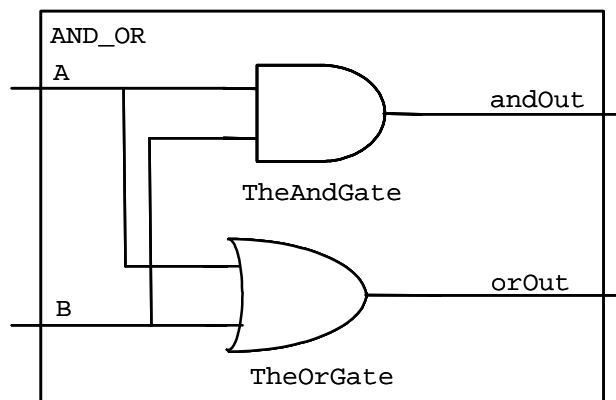 AND_OR
A
andOut
TheAndGate
orOut
B
TheOrGate